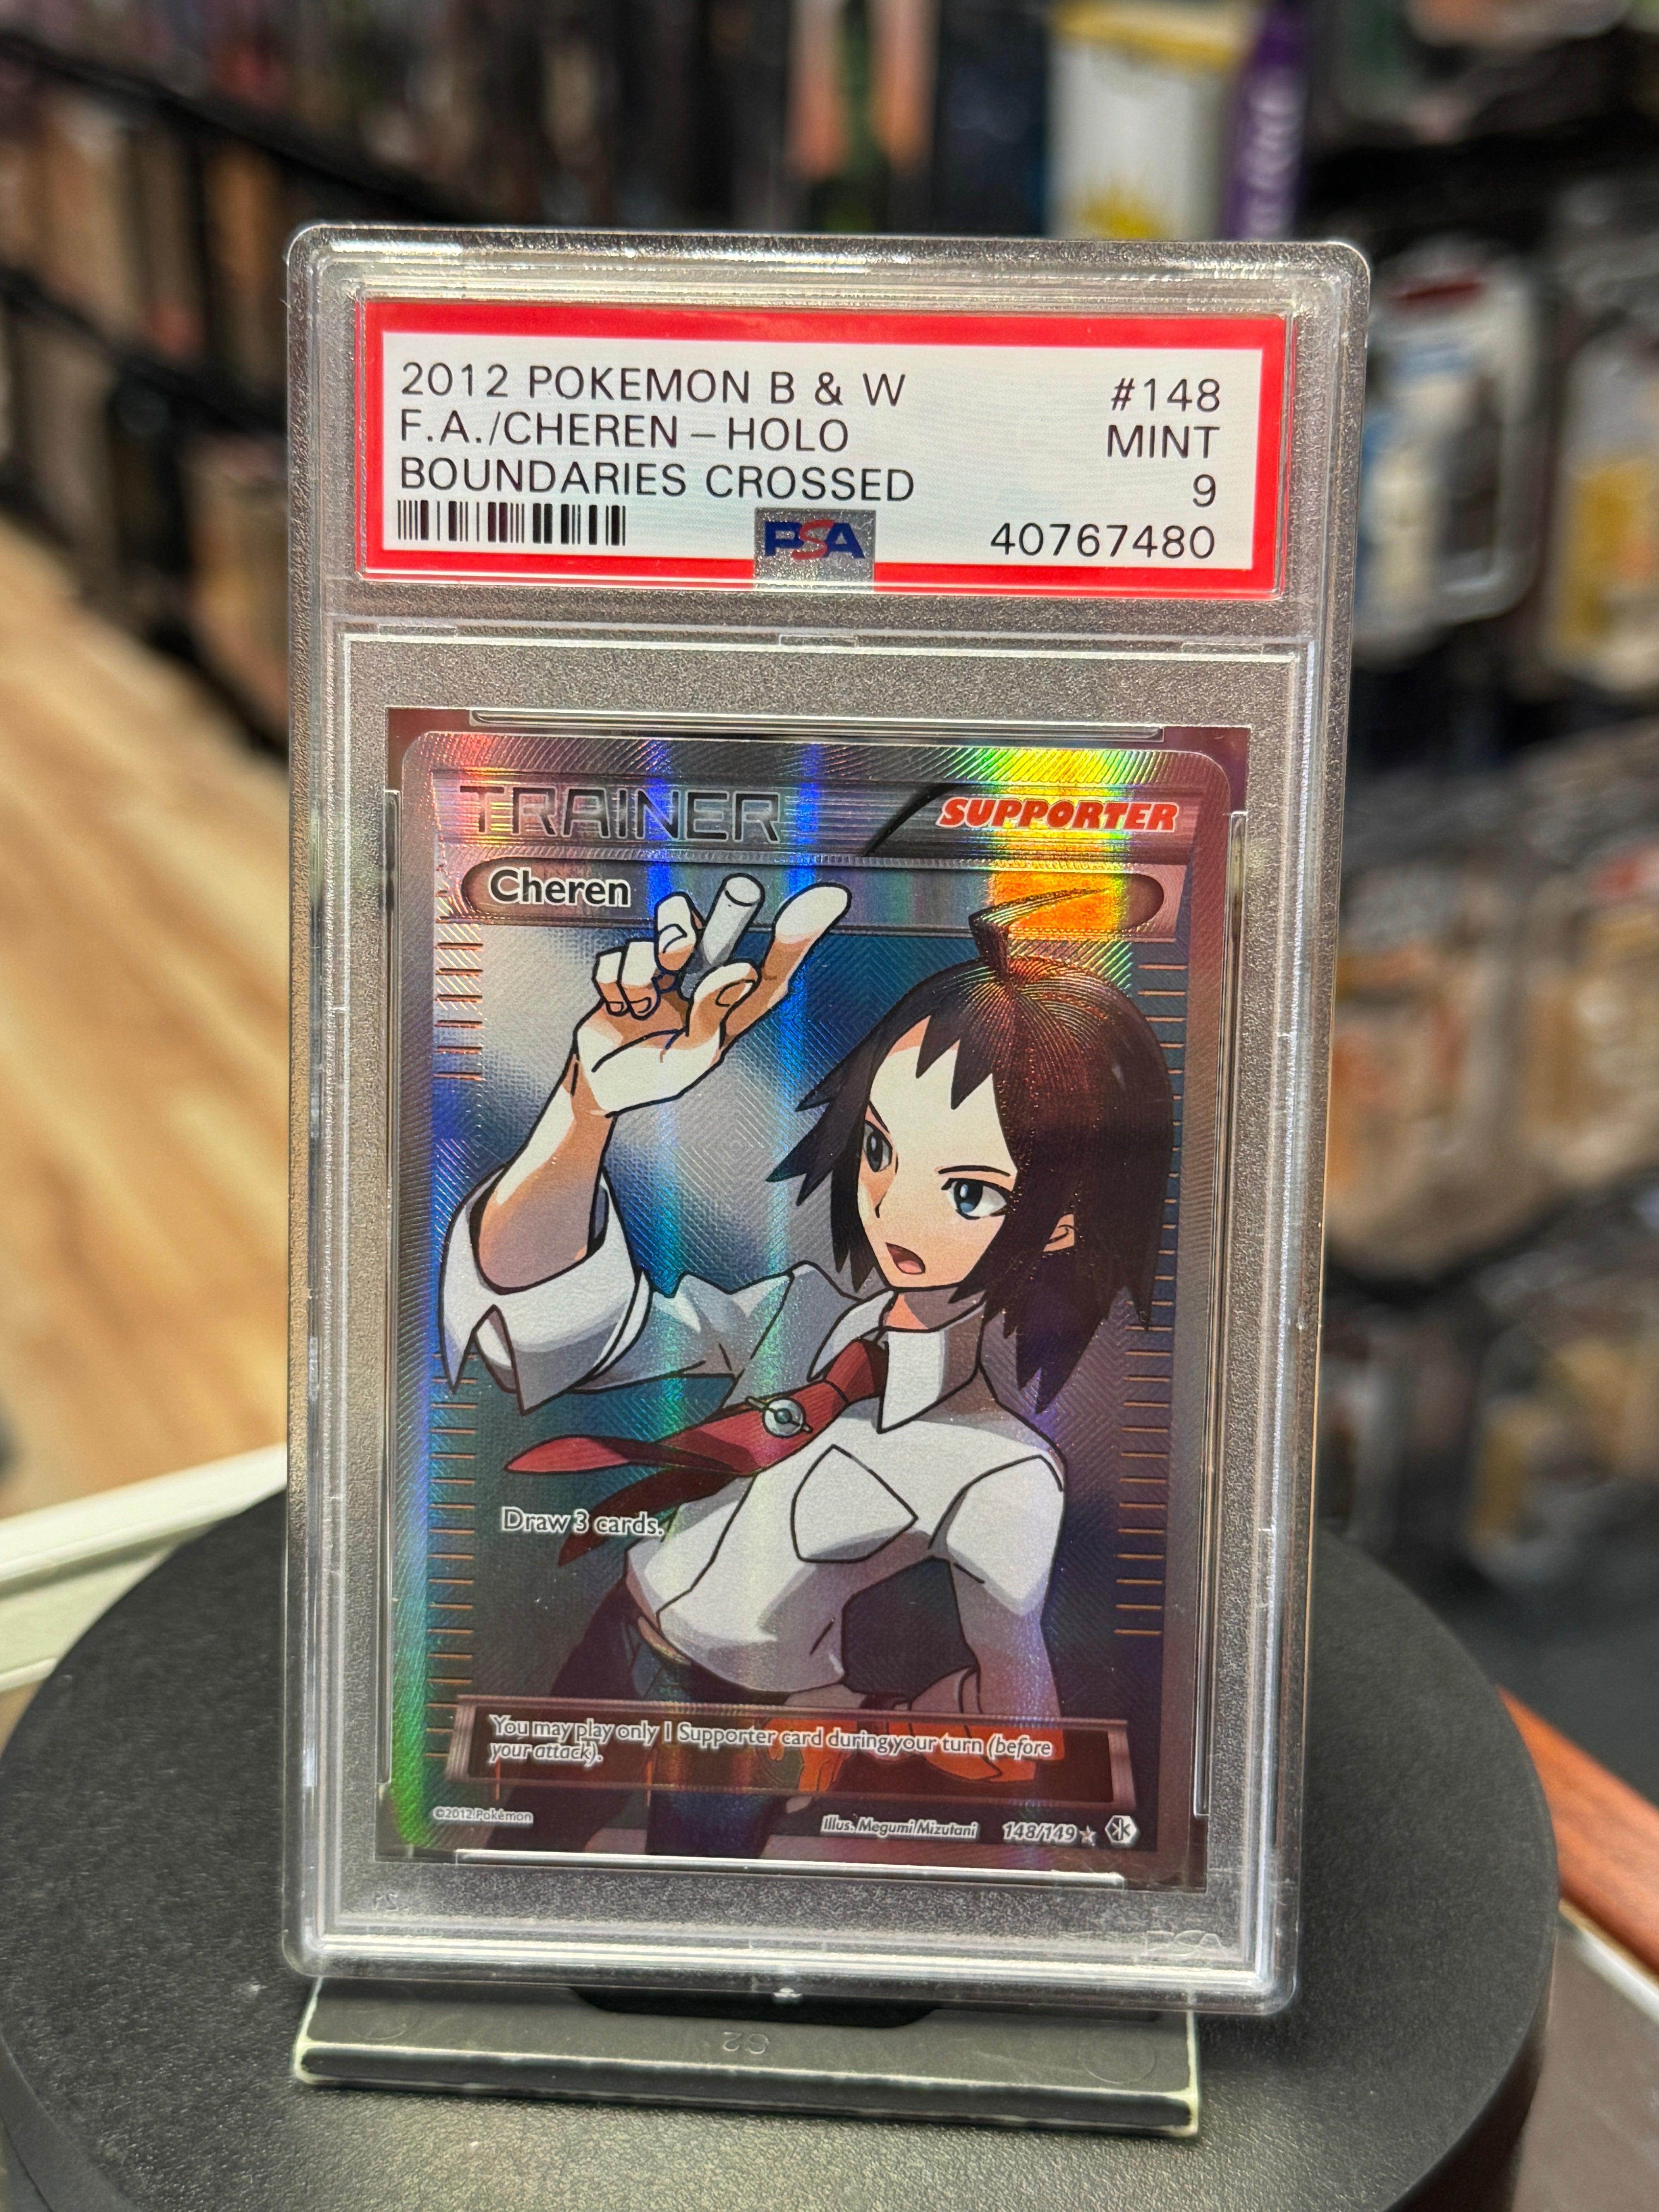 2012 POKEMON B & W #148
F.A./CHEREN – HOLO MINT
BOUNDARIES CROSSED 9
PSA 40767480
TRAINER SUPPORTER
Cheren
Draw 3 cards.
You may play only 1 Supporter card during your turn (before
your attack).
©2012 Pokémon Illus. Megumi Mizutani 148/149
PSA